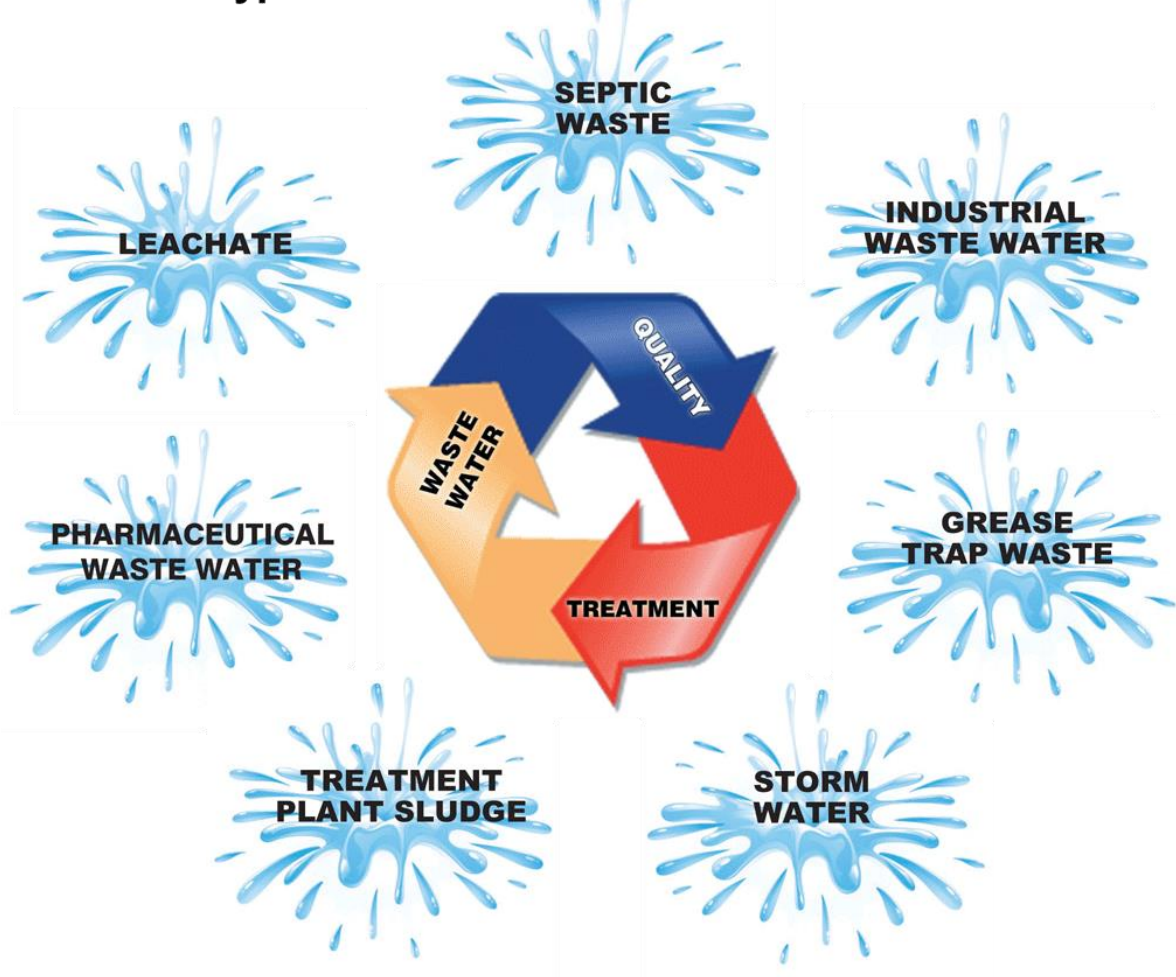 SEPTIC
WASTE
LEACHATE
INDUSTRIAL
WASTE WATER
QUALITY
WASTE
WATER
TREATMENT
PHARMACEUTICAL
WASTE WATER
GREASE
TRAP WASTE
TREATMENT
PLANT SLUDGE
STORM
WATER